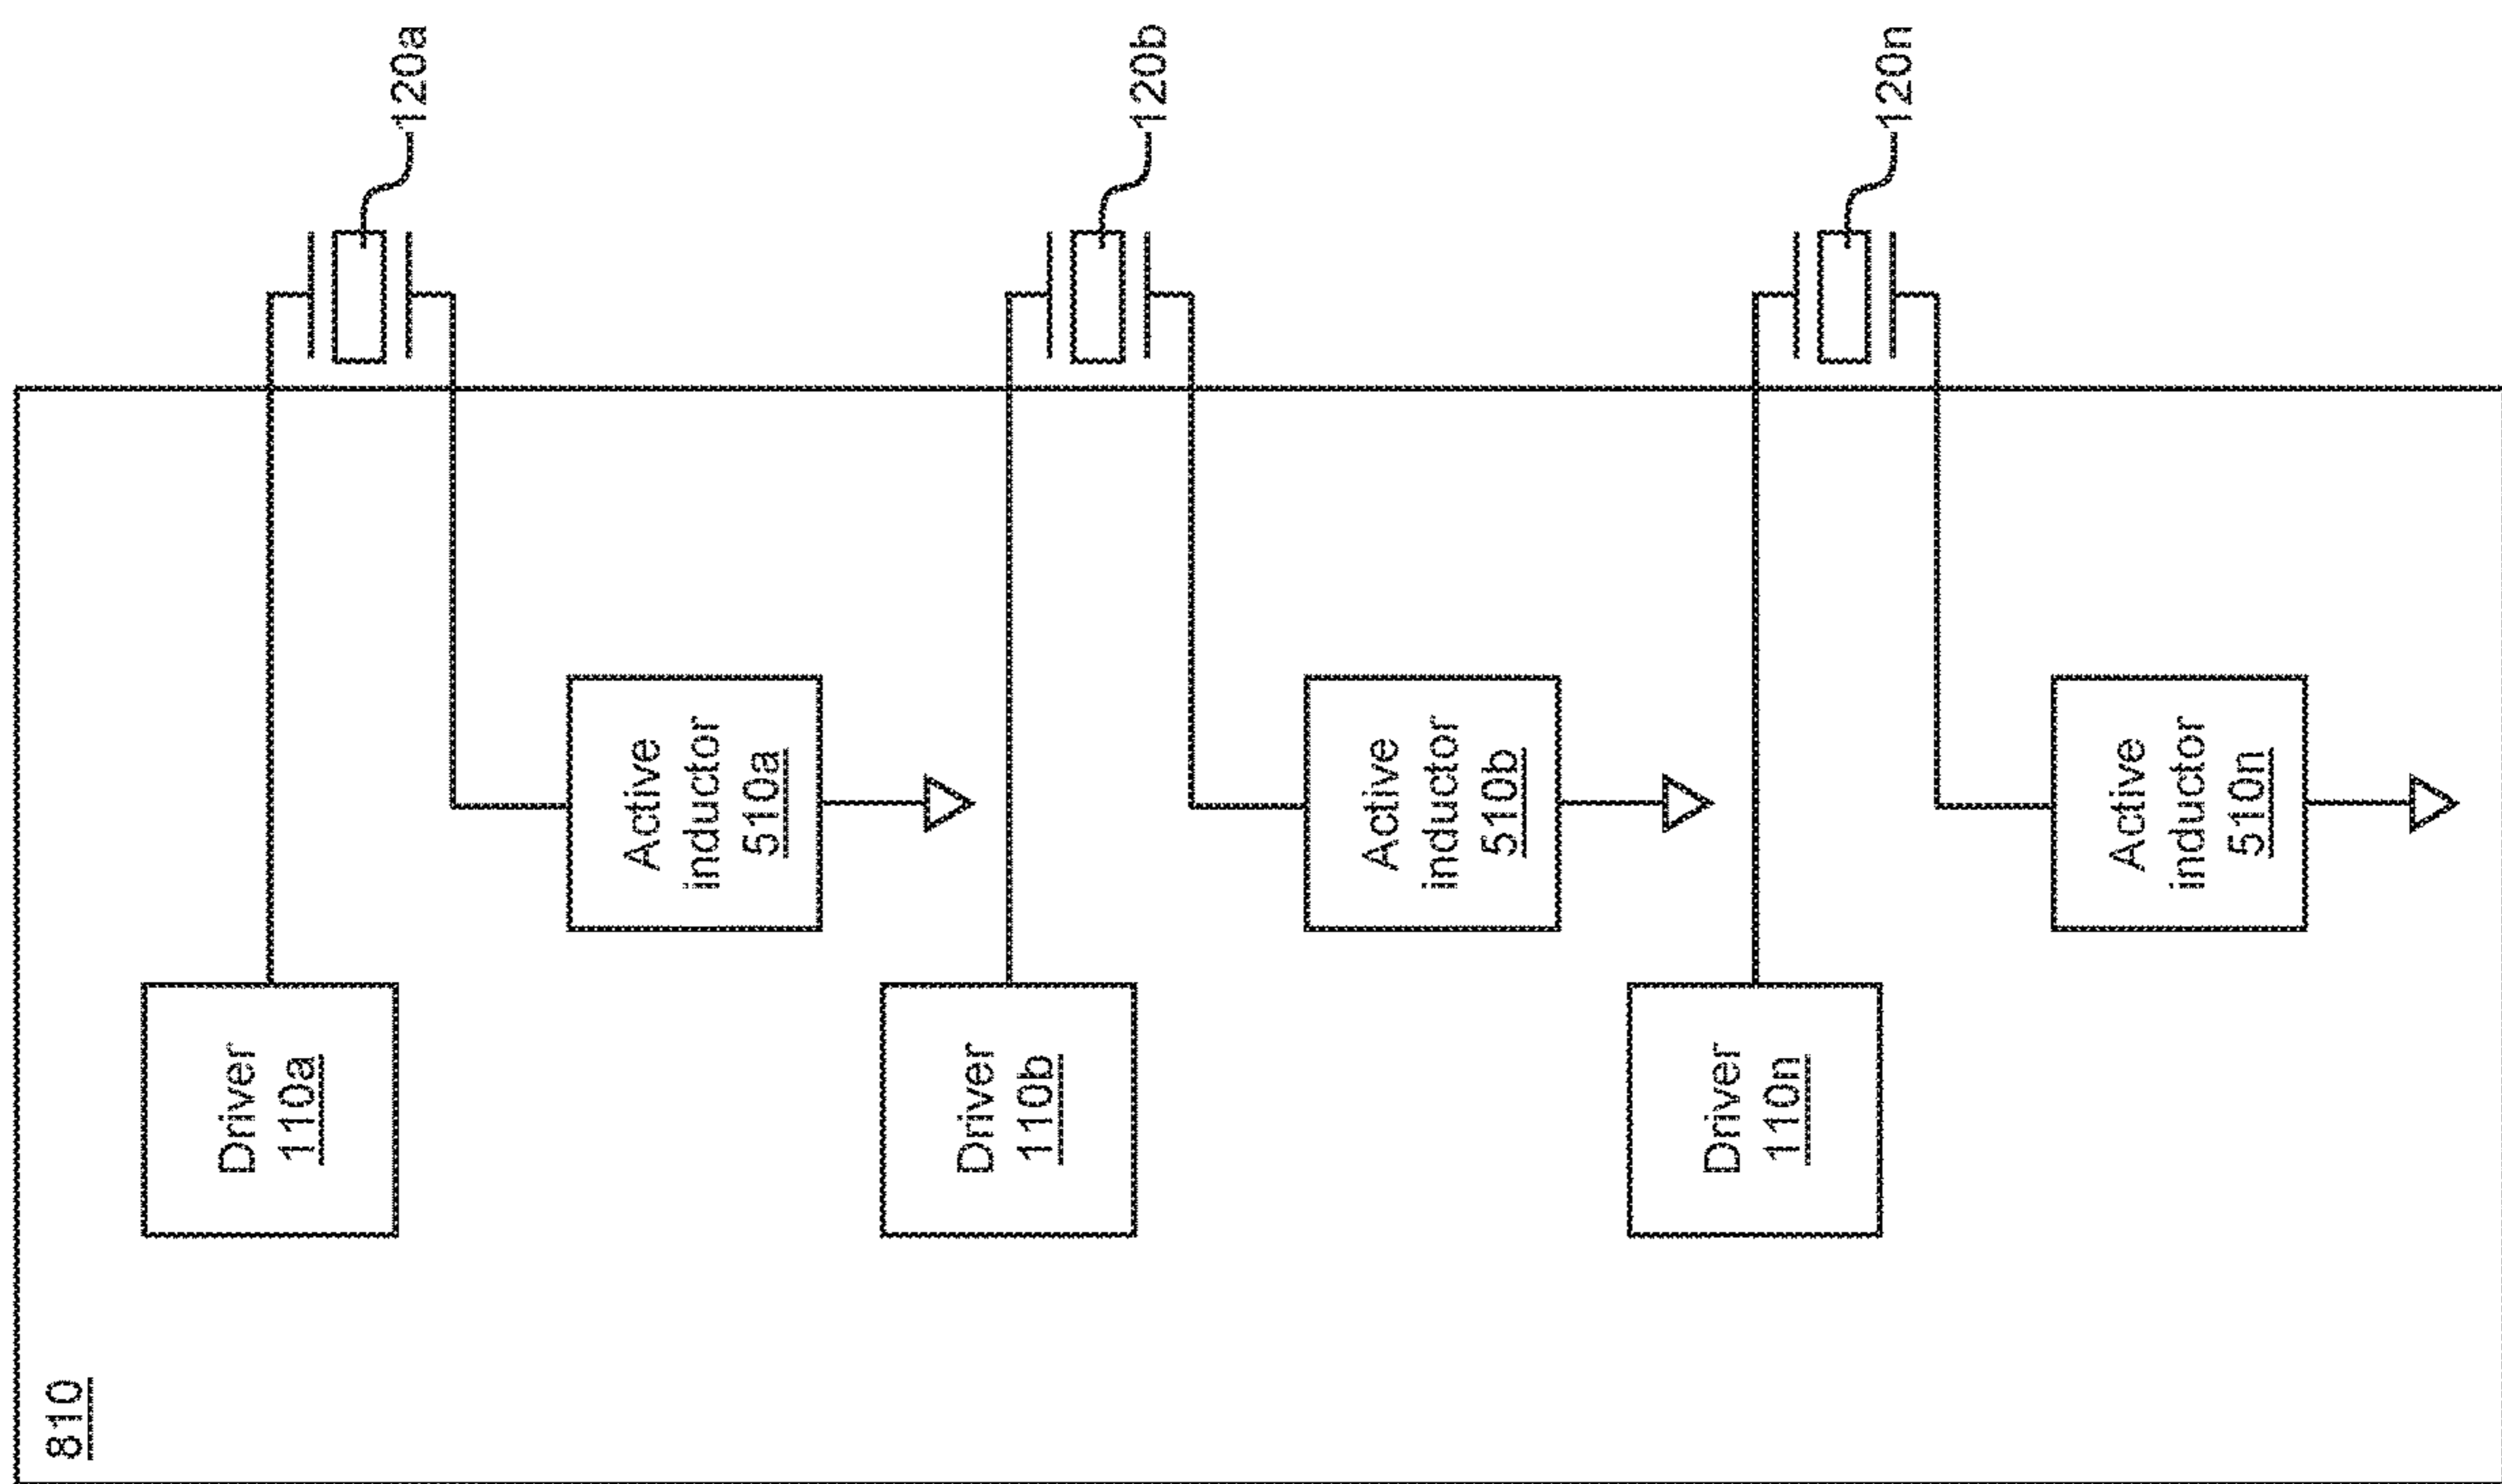 810
Driver
110a
120a
Active
inductor
510a
Driver
110b
120b
Active
inductor
510b
Driver
110n
120n
Active
inductor
510n